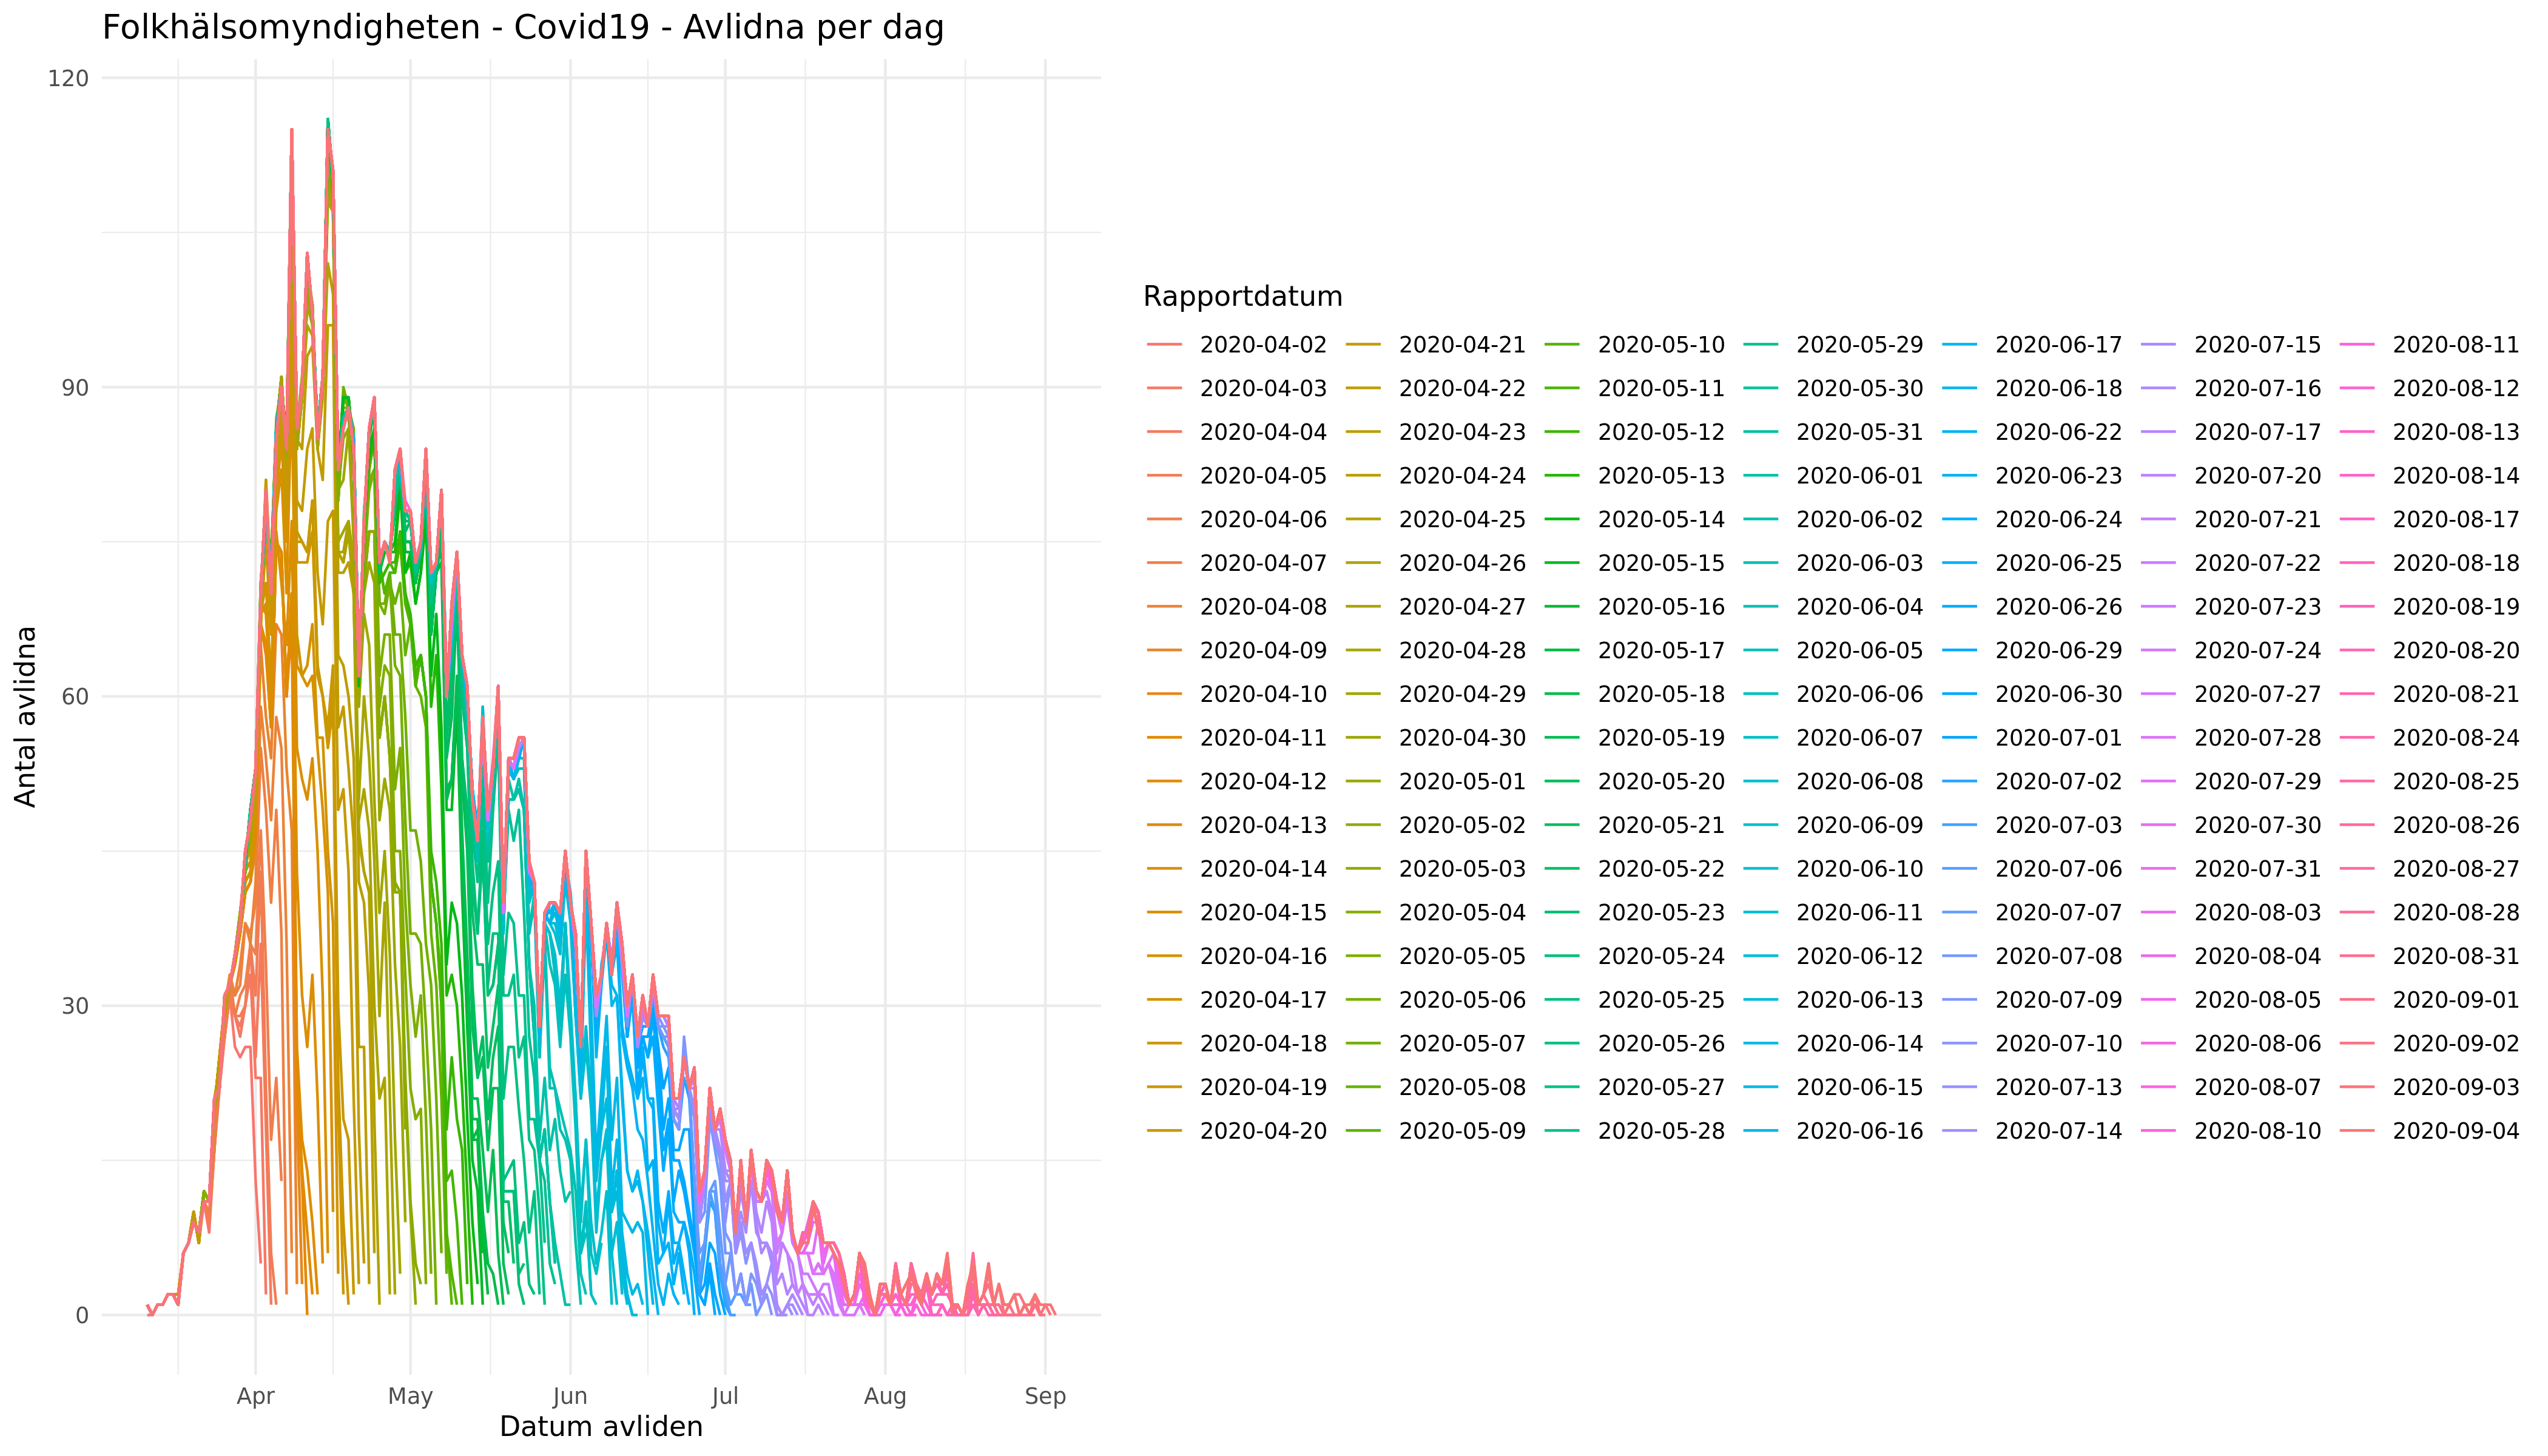 Folkhälsomyndigheten - Covid19 - Avlidna per dag
120
90
60
30
0
Antal avlidna
Apr May Jun Jul Aug Sep
Datum avliden
Rapportdatum
2020-04-02 2020-04-21 2020-05-10 2020-05-29 2020-06-17 2020-07-15 2020-08-11
2020-04-03 2020-04-22 2020-05-11 2020-05-30 2020-06-18 2020-07-16 2020-08-12
2020-04-04 2020-04-23 2020-05-12 2020-05-31 2020-06-22 2020-07-17 2020-08-13
2020-04-05 2020-04-24 2020-05-13 2020-06-01 2020-06-23 2020-07-20 2020-08-14
2020-04-06 2020-04-25 2020-05-14 2020-06-02 2020-06-24 2020-07-21 2020-08-17
2020-04-07 2020-04-26 2020-05-15 2020-06-03 2020-06-25 2020-07-22 2020-08-18
2020-04-08 2020-04-27 2020-05-16 2020-06-04 2020-06-26 2020-07-23 2020-08-19
2020-04-09 2020-04-28 2020-05-17 2020-06-05 2020-06-29 2020-07-24 2020-08-20
2020-04-10 2020-04-29 2020-05-18 2020-06-06 2020-06-30 2020-07-27 2020-08-21
2020-04-11 2020-04-30 2020-05-19 2020-06-07 2020-07-01 2020-07-28 2020-08-24
2020-04-12 2020-05-01 2020-05-20 2020-06-08 2020-07-02 2020-07-29 2020-08-25
2020-04-13 2020-05-02 2020-05-21 2020-06-09 2020-07-03 2020-07-30 2020-08-26
2020-04-14 2020-05-03 2020-05-22 2020-06-10 2020-07-06 2020-07-31 2020-08-27
2020-04-15 2020-05-04 2020-05-23 2020-06-11 2020-07-07 2020-08-03 2020-08-28
2020-04-16 2020-05-05 2020-05-24 2020-06-12 2020-07-08 2020-08-04 2020-08-31
2020-04-17 2020-05-06 2020-05-25 2020-06-13 2020-07-09 2020-08-05 2020-09-01
2020-04-18 2020-05-07 2020-05-26 2020-06-14 2020-07-10 2020-08-06 2020-09-02
2020-04-19 2020-05-08 2020-05-27 2020-06-15 2020-07-13 2020-08-07 2020-09-03
2020-04-20 2020-05-09 2020-05-28 2020-06-16 2020-07-14 2020-08-10 2020-09-04